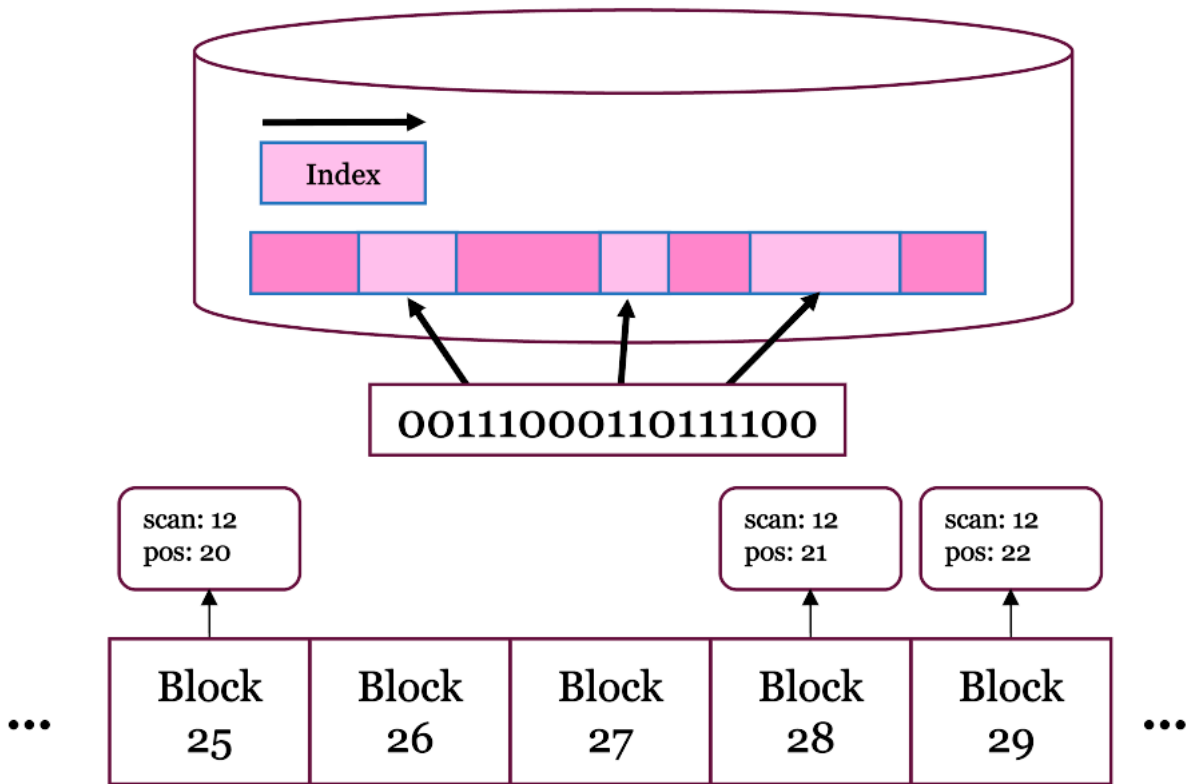 Index
0011100011011100
scan: 12
pos: 20
scan: 12
pos: 21
scan: 12
pos: 22
... Block 25 Block 26 Block 27 Block 28 Block 29 ...